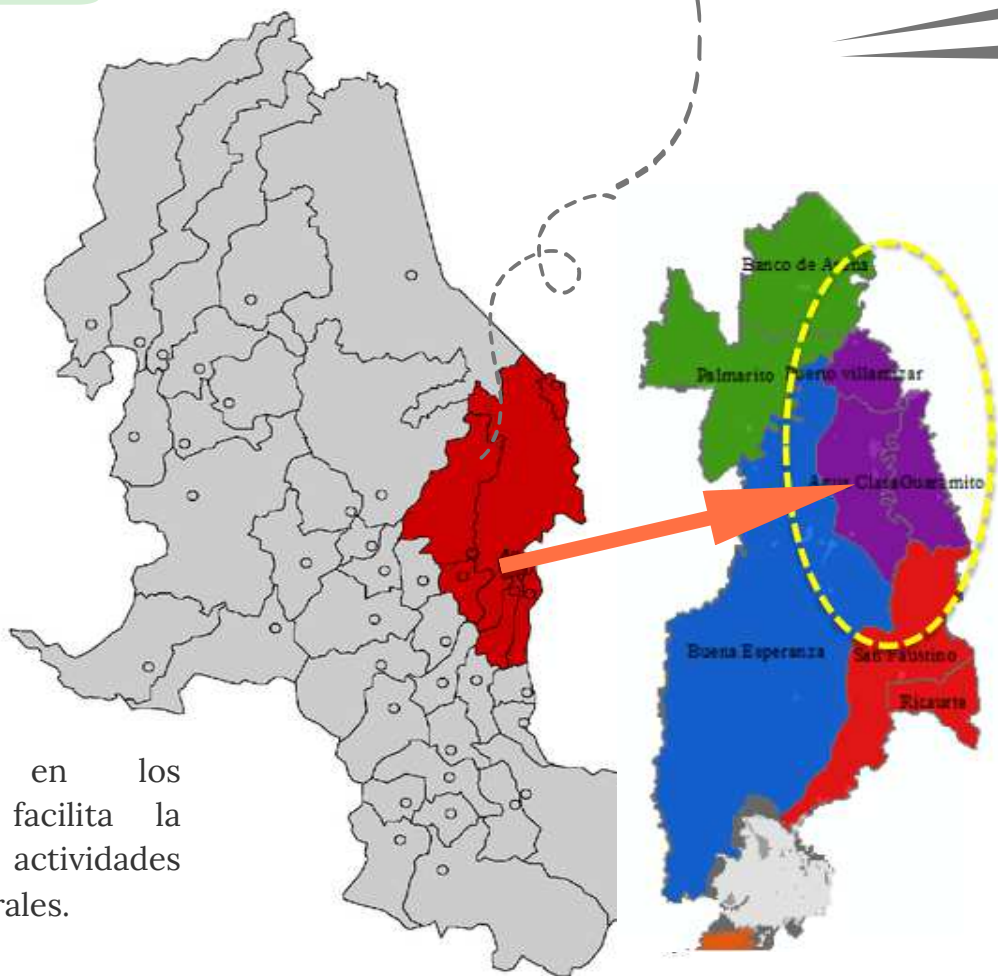 Banco de Arena
Palmarito
Puerto villamizar
Agua Clara
Guaramito
Buena Esperanza
San Faustino
Ricaurte
en los
facilita la
actividades
rales.